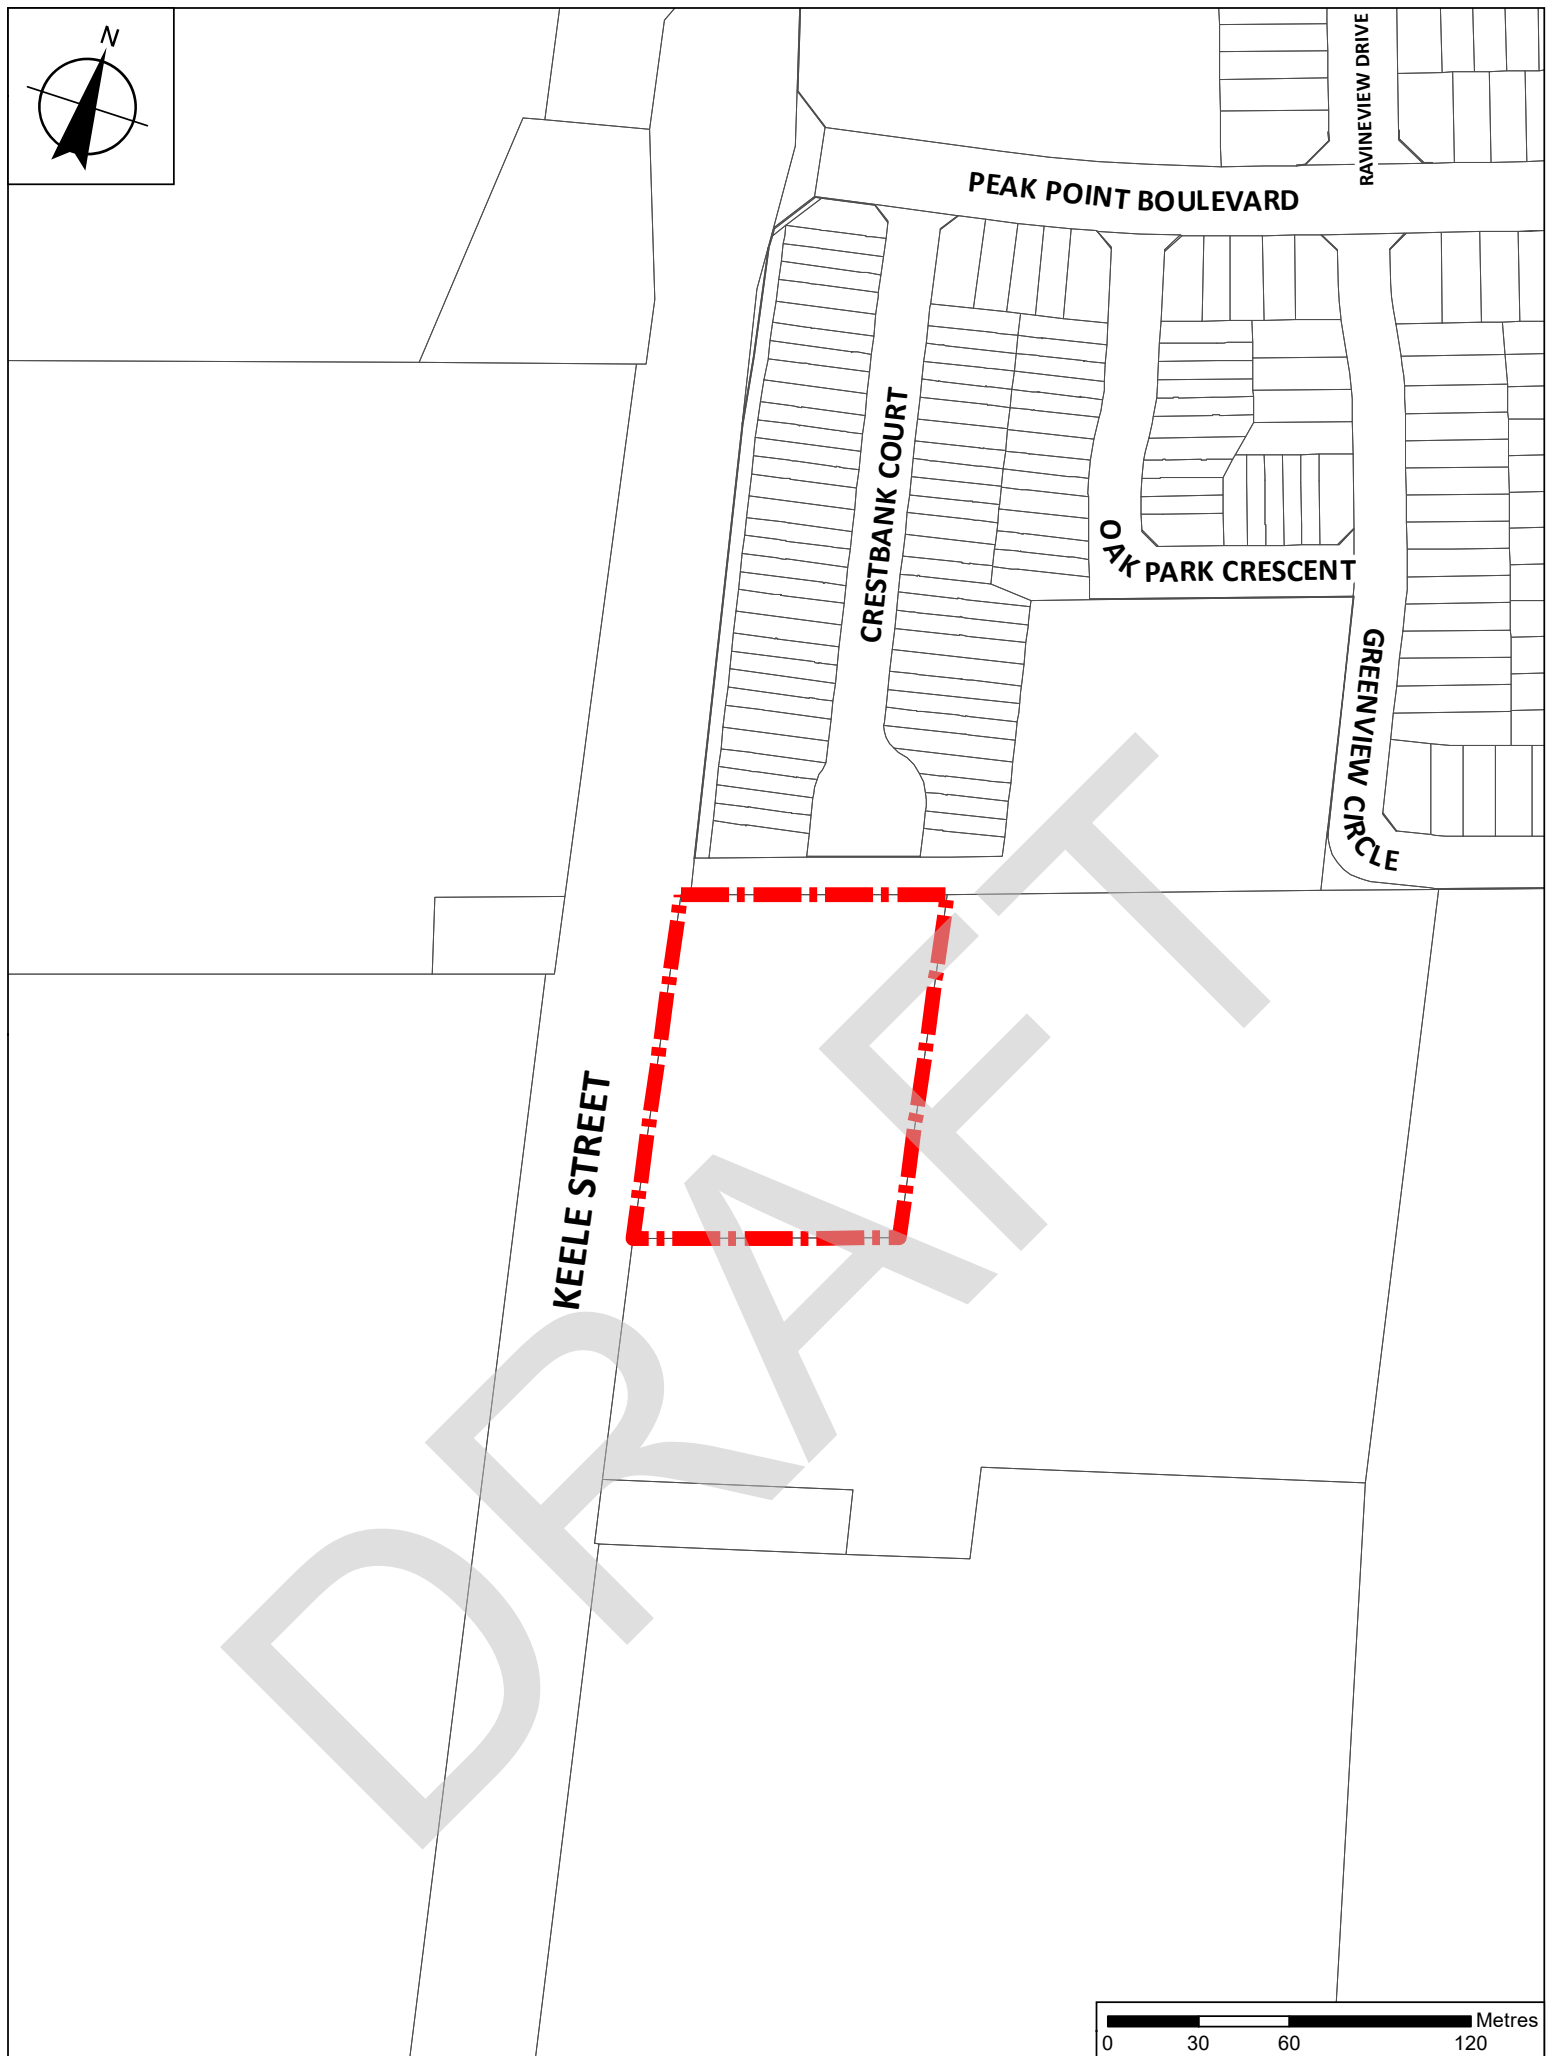 N
RAVINEVIEW DRIVE
PEAK POINT BOULEVARD
CRESTBANK COURT
OAK PARK CRESCENT
GREENVIEW CIRCLE
KEELE STREET
DRAFT
Metres
0 30 60 120